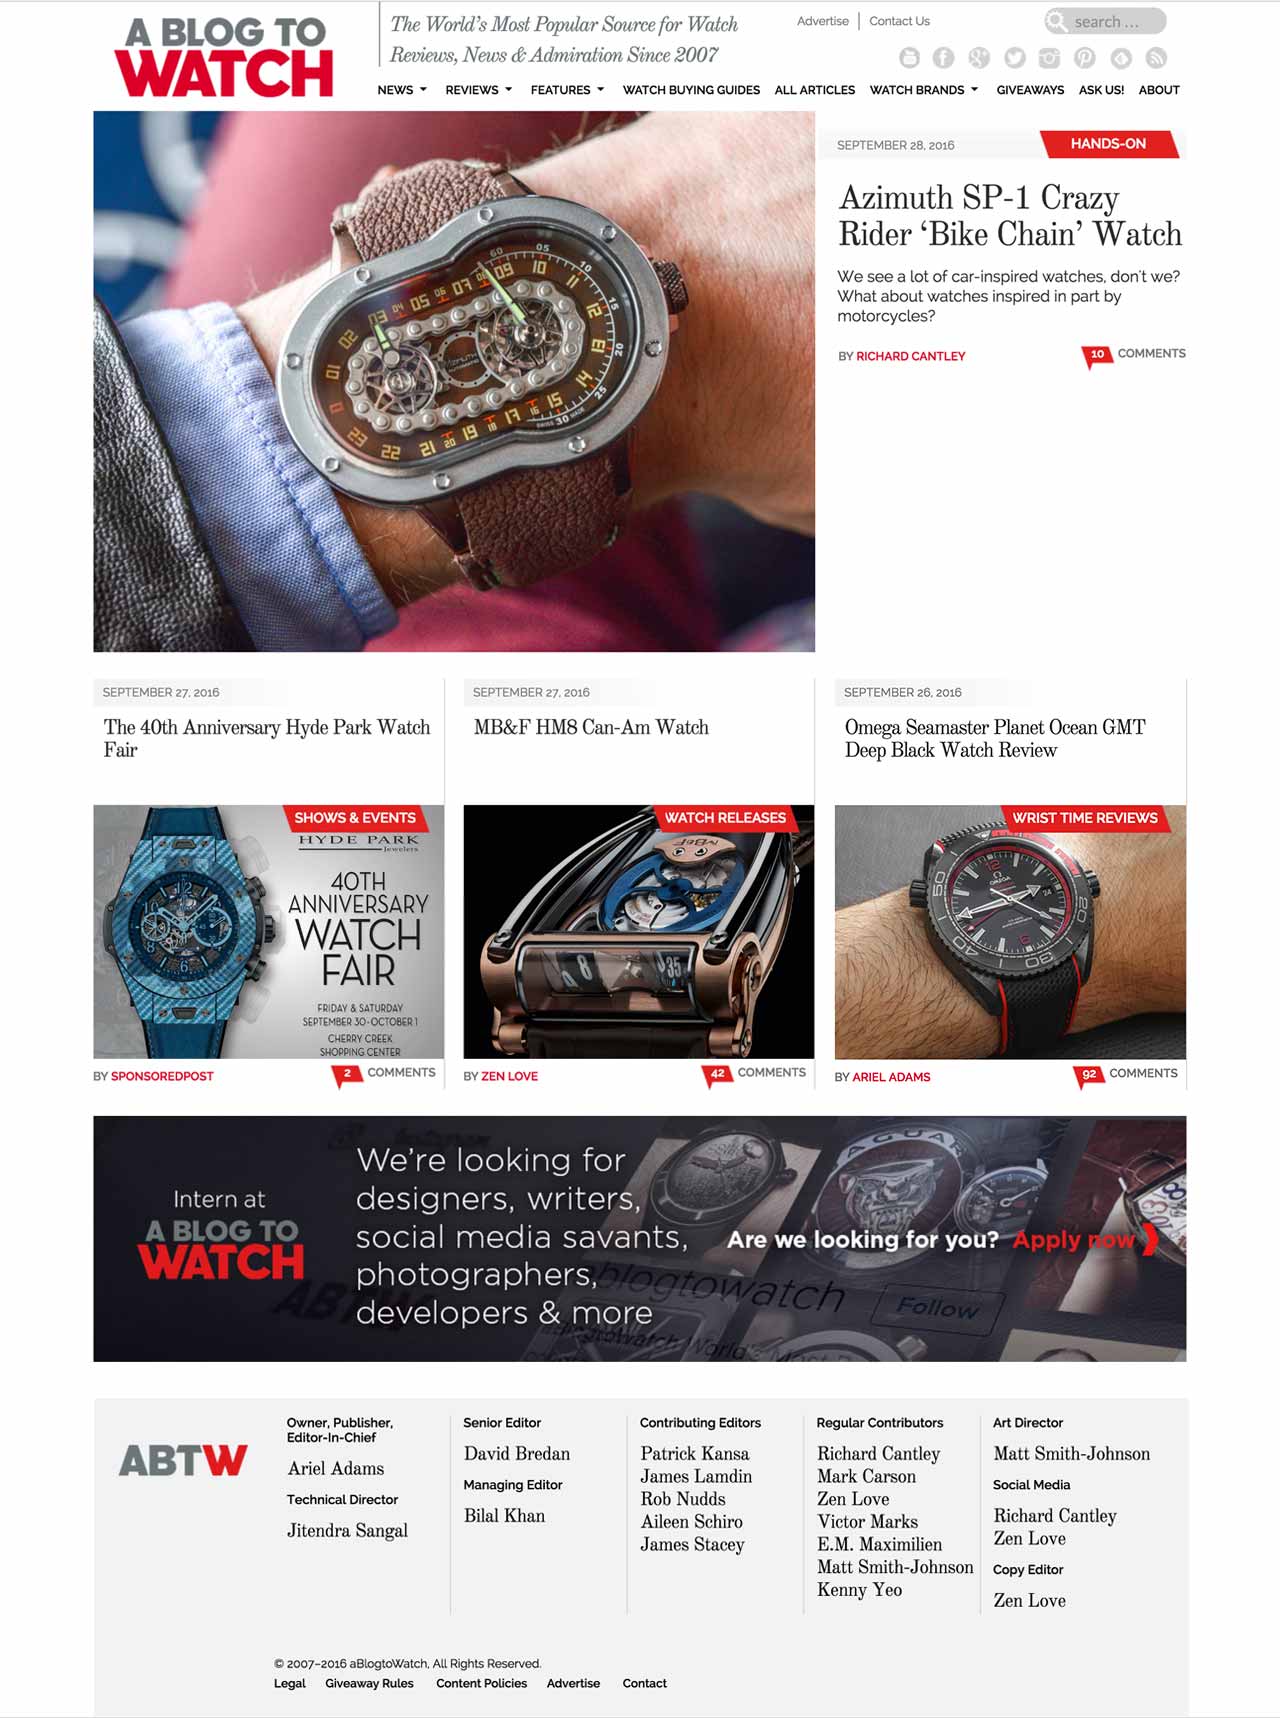 A BLOG TO
WATCH
The World's Most Popular Source for Watch
Reviews, News & Admiration Since 2007
Advertise
Contact Us
search ...
NEWS
REVIEWS
FEATURES
WATCH BUYING GUIDES
ALL ARTICLES
WATCH BRANDS
GIVEAWAYS
ASK US!
ABOUT
SEPTEMBER 28, 2016
HANDS-ON
Azimuth SP-1 Crazy
Rider ‘Bike Chain’ Watch
We see a lot of car-inspired watches, don't we?
What about watches inspired in part by
motorcycles?
BY RICHARD CANTLEY
10 COMMENTS
SEPTEMBER 27, 2016
The 40th Anniversary Hyde Park Watch
Fair
SHOWS & EVENTS
HYDE PARK
Jewelers
40TH
ANNIVERSARY
WATCH
FAIR
FRIDAY & SATURDAY
SEPTEMBER 30-OCTOBER 1
CHERRY CREEK
SHOPPING CENTER
BY SPONSOREDPOST
2 COMMENTS
SEPTEMBER 27, 2016
MB&F HM8 Can-Am Watch
WATCH RELEASES
MB&F
8
35
BY ZEN LOVE
42 COMMENTS
SEPTEMBER 26, 2016
Omega Seamaster Planet Ocean GMT
Deep Black Watch Review
WRIST TIME REVIEWS
OMEGA
BY ARIEL ADAMS
92 COMMENTS
Intern at
A BLOG TO
WATCH
We're looking for
designers, writers,
social media savants,
photographers,
developers & more
Are we looking for you? Apply now
JAGUAR
ablogtowatch
Follow
ABTW
Owner, Publisher,
Editor-In-Chief
Ariel Adams
Technical Director
Jitendra Sangal
Senior Editor
David Bredan
Managing Editor
Bilal Khan
Contributing Editors
Patrick Kansa
James Lamdin
Rob Nudds
Aileen Schiro
James Stacey
Regular Contributors
Richard Cantley
Mark Carson
Zen Love
Victor Marks
E.M. Maximilien
Matt Smith-Johnson
Kenny Yeo
Art Director
Matt Smith-Johnson
Social Media
Richard Cantley
Zen Love
Copy Editor
Zen Love
© 2007–2016 aBlogtoWatch, All Rights Reserved.
Legal
Giveaway Rules
Content Policies
Advertise
Contact